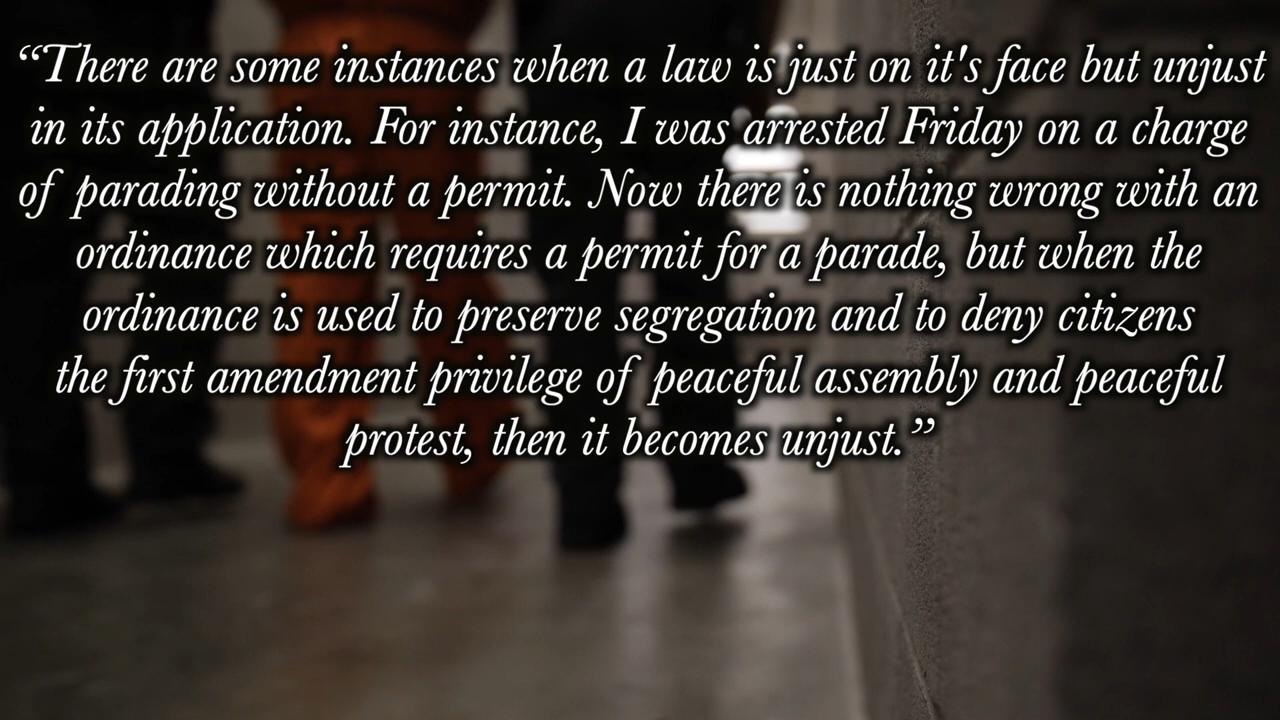 “There are some instances when a law is just on it's face but unjust
in its application. For instance, I was arrested Friday on a charge
of parading without a permit. Now there is nothing wrong with an
ordinance which requires a permit for a parade, but when the
ordinance is used to preserve segregation and to deny citizens
the first amendment privilege of peaceful assembly and peaceful
protest, then it becomes unjust.”